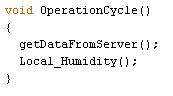 void OperationCycle()
{
  getDataFromServer();
  Local_Humidity();
}